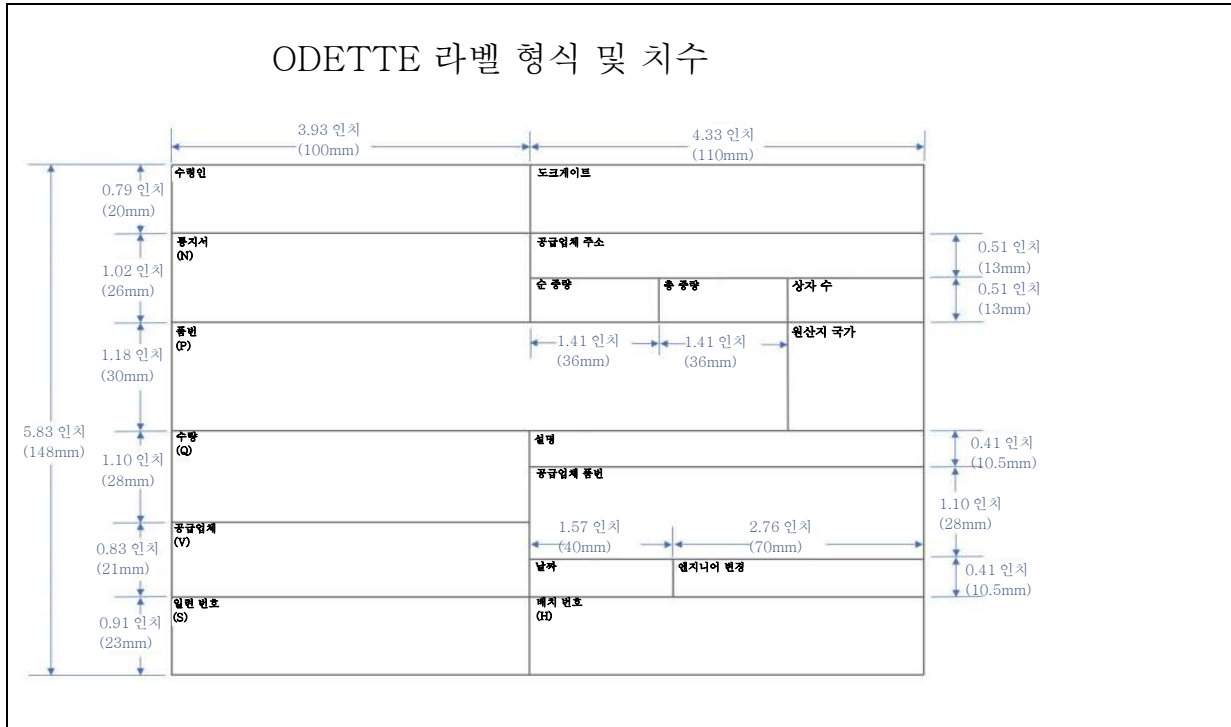 ODETTE 라벨 형식 및 치수
3.93 인치
(100mm)
4.33 인치
(110mm)
수령인
도크게이트
0.79 인치
(20mm)
통지서
(N)
공급업체 주소
0.51 인치
(13mm)
1.02 인치
(26mm)
순 중량
총 중량
상자 수
0.51 인치
(13mm)
품번
(P)
원산지 국가
1.41 인치
(36mm)
1.41 인치
(36mm)
1.18 인치
(30mm)
5.83 인치
(148mm)
수량
(Q)
설명
0.41 인치
(10.5mm)
1.10 인치
(28mm)
공급업체 품번
1.10 인치
(28mm)
공급업체
(V)
1.57 인치
(40mm)
2.76 인치
(70mm)
0.83 인치
(21mm)
날짜
엔지니어 변경
0.41 인치
(10.5mm)
일련 번호
(S)
배치 번호
(H)
0.91 인치
(23mm)